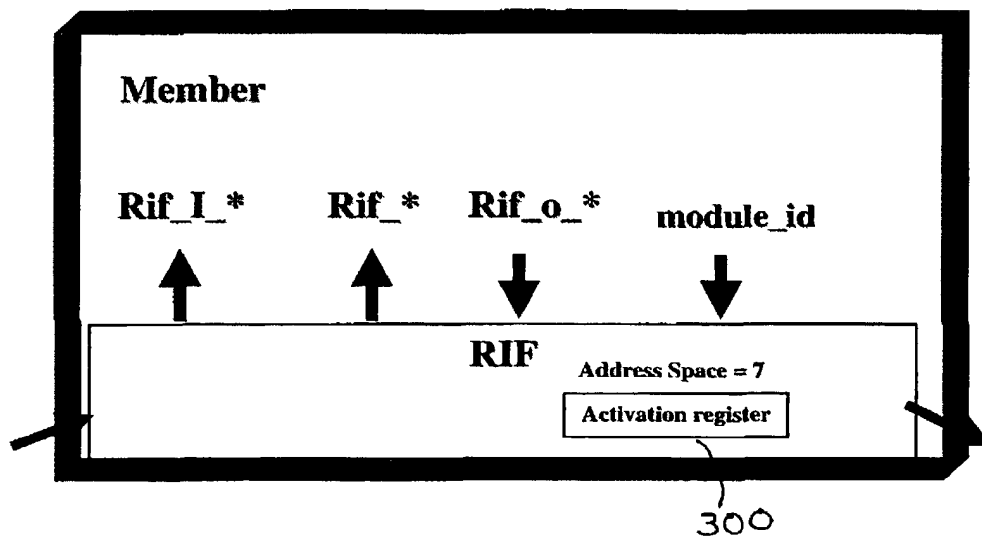 Member
Rif_I_* Rif_* Rif_o_* module_id
RIF
Address Space = 7
Activation register
300